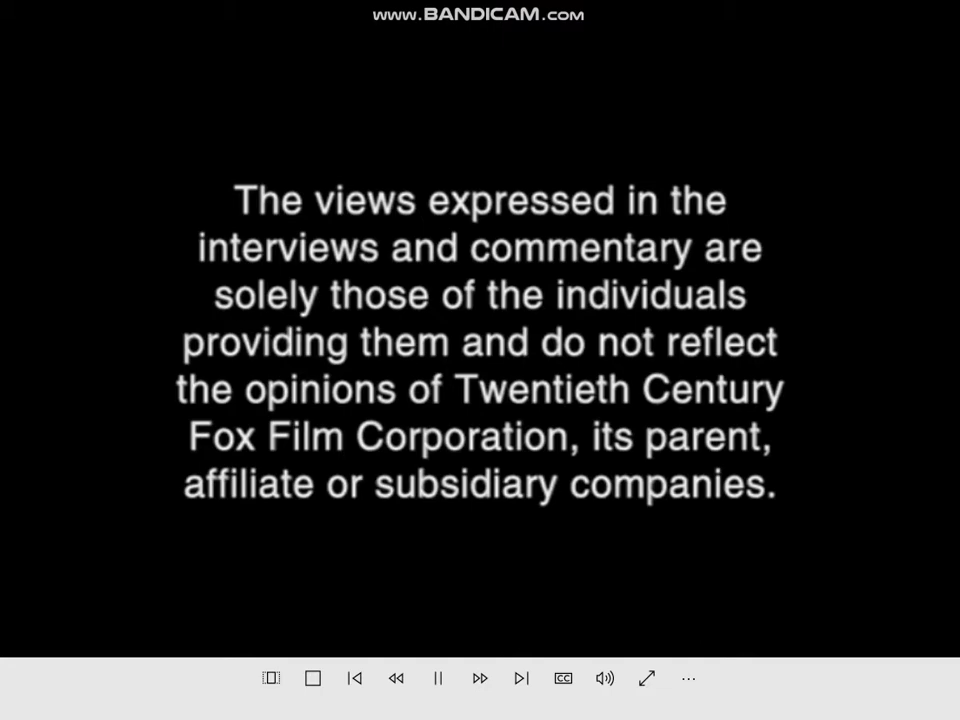 www.BANDICAM.com
The views expressed in the
interviews and commentary are
solely those of the individuals
providing them and do not reflect
the opinions of Twentieth Century
Fox Film Corporation, its parent,
affiliate or subsidiary companies.
CC